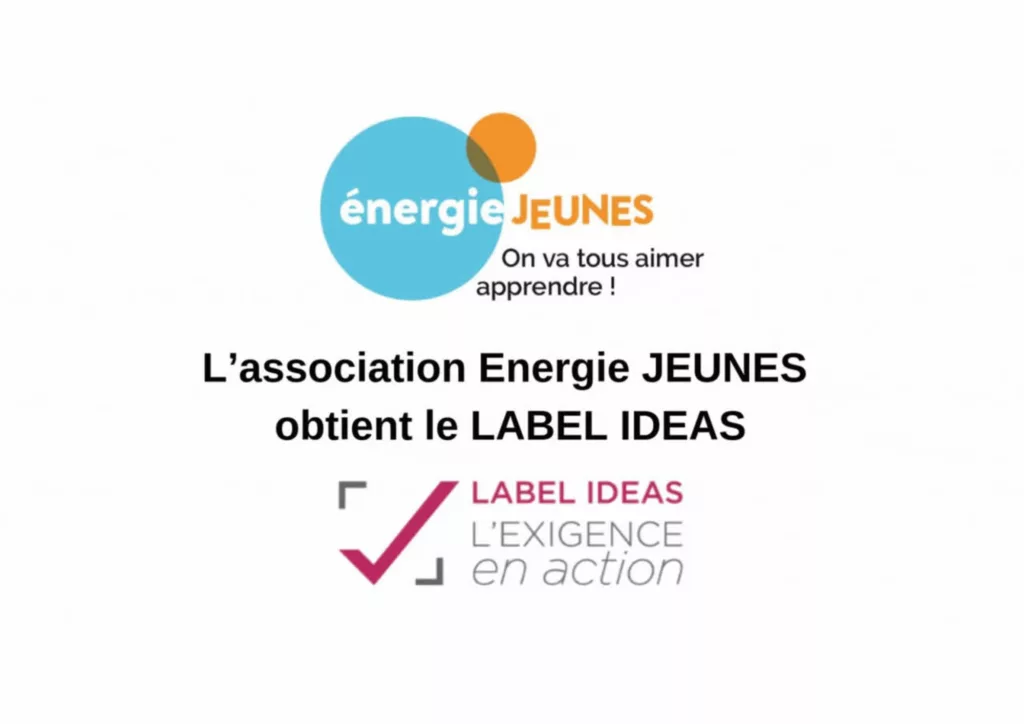 énergie JEUNES
On va tous aimer
apprendre !
L’association Energie JEUNES
obtient le LABEL IDEAS
LABEL IDEAS
L’EXIGENCE
en action